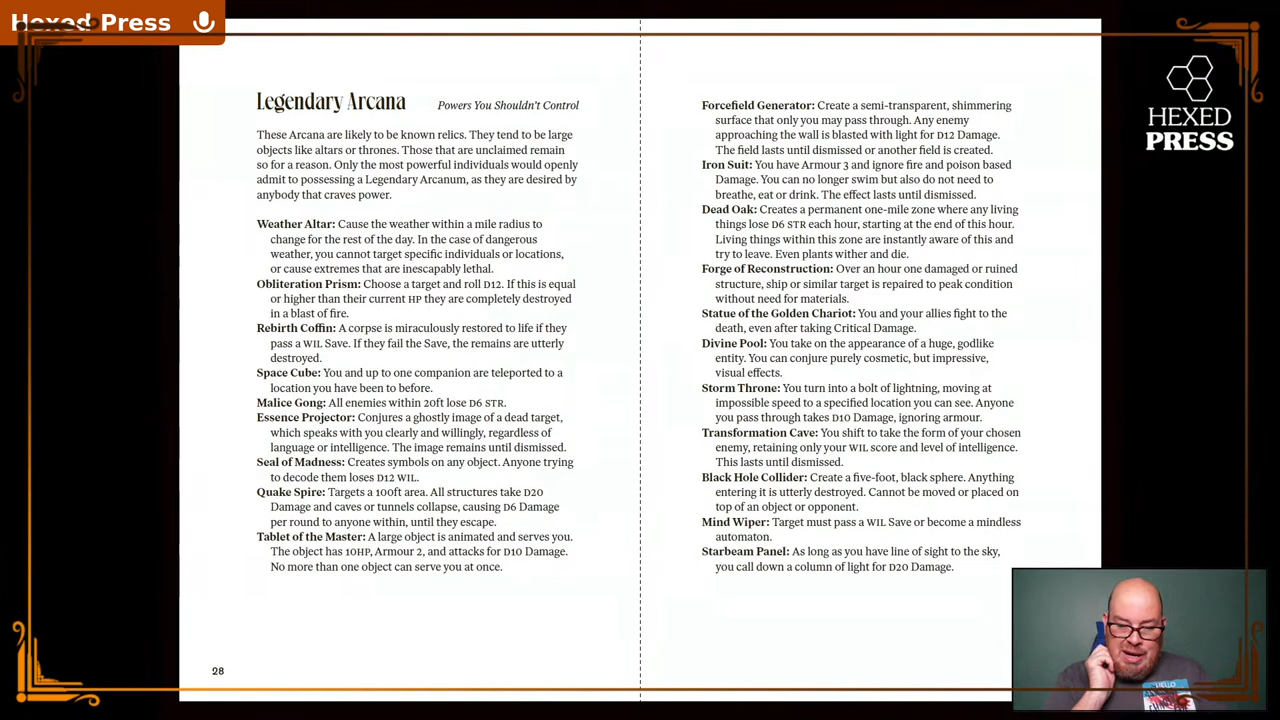 Hexed Press
HEXED
PRESS
Legendary Arcana Powers You Shouldn't Control
These Arcana are likely to be known relics. They tend to be large
objects like altars or thrones. Those that are unclaimed remain
so for a reason. Only the most powerful individuals would openly
admit to possessing a Legendary Arcanum, as they are desired by
anybody that craves power.
Weather Altar: Cause the weather within a mile radius to
change for the rest of the day. In the case of dangerous
weather, you cannot target specific individuals or locations,
or cause extremes that are inescapably lethal.
Obliteration Prism: Choose a target and roll D12. If this is equal
or higher than their current HP they are completely destroyed
in a blast of fire.
Rebirth Coffin: A corpse is miraculously restored to life if they
pass a WIL Save. If they fail the Save, the remains are utterly
destroyed.
Space Cube: You and up to one companion are teleported to a
location you have been to before.
Malice Gong: All enemies within 20ft lose D6 STR.
Essence Projector: Conjures a ghostly image of a dead target,
which speaks with you clearly and willingly, regardless of
language or intelligence. The image remains until dismissed.
Seal of Madness: Creates symbols on any object. Anyone trying
to decode them loses D12 WIL.
Quake Spire: Targets a 100ft area. All structures take D20
Damage and caves or tunnels collapse, causing D6 Damage
per round to anyone within, until they escape.
Tablet of the Master: A large object is animated and serves you.
The object has 10HP, Armour 2, and attacks for D10 Damage.
No more than one object can serve you at once.
28
Forcefield Generator: Create a semi-transparent, shimmering
surface that only you may pass through. Any enemy
approaching the wall is blasted with light for D12 Damage.
The field lasts until dismissed or another field is created.
Iron Suit: You have Armour 3 and ignore fire and poison based
Damage. You can no longer swim but also do not need to
breathe, eat or drink. The effect lasts until dismissed.
Dead Oak: Creates a permanent one-mile zone where any living
things lose D6 STR each hour, starting at the end of this hour.
Living things within this zone are instantly aware of this and
try to leave. Even plants wither and die.
Forge of Reconstruction: Over an hour one damaged or ruined
structure, ship or similar target is repaired to peak condition
without need for materials.
Statue of the Golden Chariot: You and your allies fight to the
death, even after taking Critical Damage.
Divine Pool: You take on the appearance of a huge, godlike
entity. You can conjure purely cosmetic, but impressive,
visual effects.
Storm Throne: You turn into a bolt of lightning, moving at
impossible speed to a specified location you can see. Anyone
you pass through takes D10 Damage, ignoring armour.
Transformation Cave: You shift to take the form of your chosen
enemy, retaining only your WIL score and level of intelligence.
This lasts until dismissed.
Black Hole Collider: Create a five-foot, black sphere. Anything
entering it is utterly destroyed. Cannot be moved or placed on
top of an object or opponent.
Mind Wiper: Target must pass a WIL Save or become a mindless
automaton.
Starbeam Panel: As long as you have line of sight to the sky,
you call down a column of light for D20 Damage.
HELLO